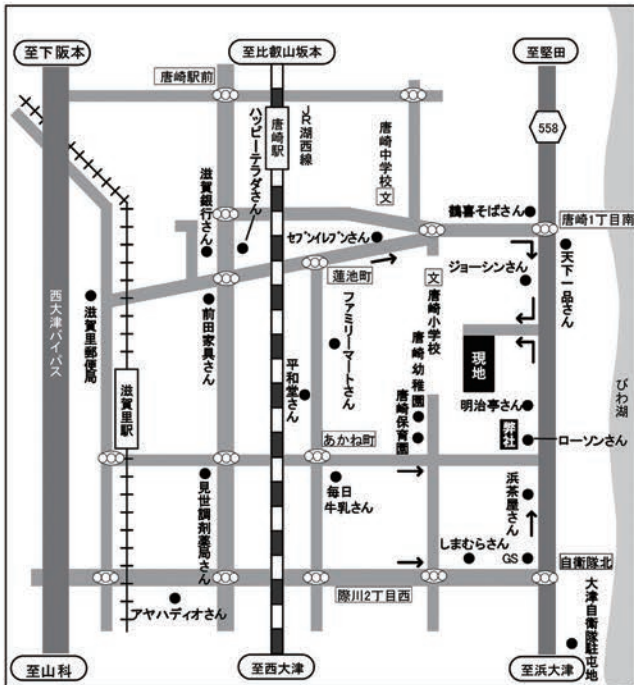 至下阪本
至比叡山坂本
至堅田
唐崎駅前
唐崎駅
JR湖西線
ハッピーテラダさん
滋賀銀行さん
唐崎中学校
文
558
鶴喜そばさん
唐崎1丁目南
セブンイレブンさん
天下一品さん
ジョーシンさん
蓮池町
文
唐崎小学校
西大津バイパス
滋賀里郵便局
前田家具さん
ファミリーマートさん
現地
びわ湖
滋賀里駅
平和堂さん
唐崎幼稚園
唐崎保育園
明治亭さん
弊社
ローソンさん
あかね町
見世調剤薬局さん
毎日
牛乳さん
浜茶屋さん
しまむらさん
GS
自衛隊北
際川2丁目西
アヤハディオさん
大津自衛隊駐屯地
至山科
至西大津
至浜大津